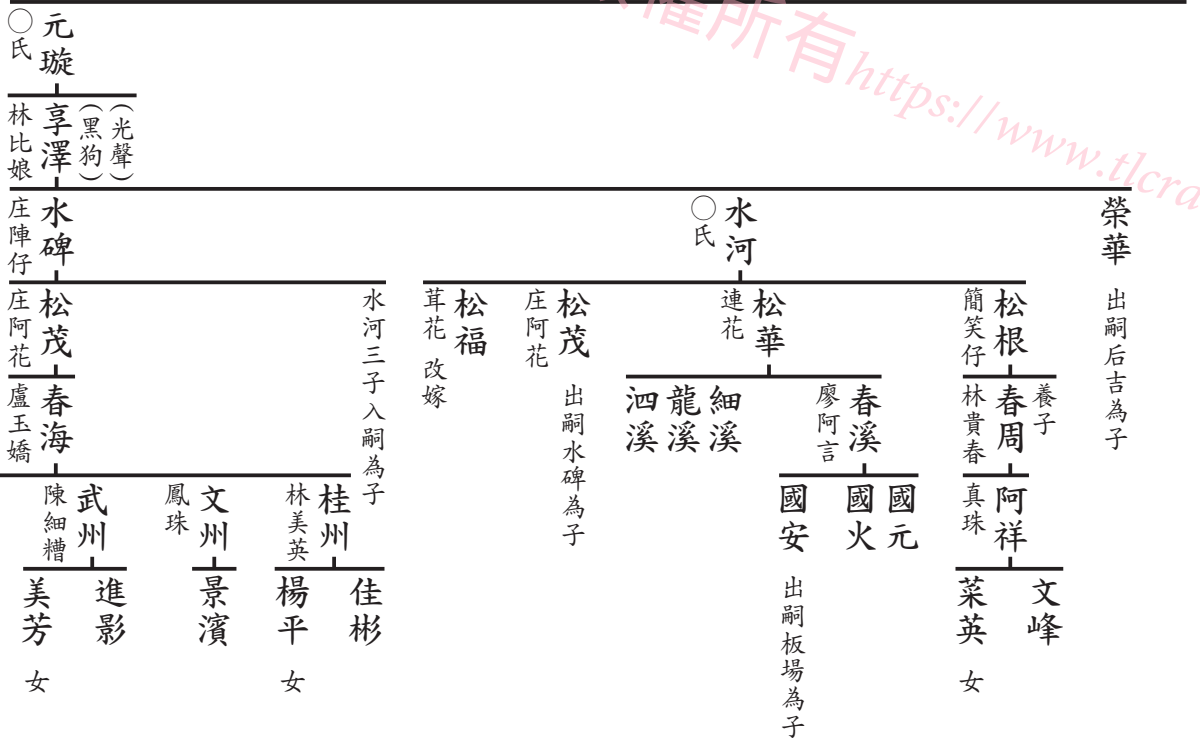 權所有https://www.tlcra
元璇
○氏
(光聲)
(黑狗)
享澤
林比娘
榮華 出嗣后吉為子
水河
○氏
水碑
庄陣仔
松根
簡笑仔
松華
連花
松茂 出嗣水碑為子
庄阿花
松福
茸花 改嫁
水河三子入嗣為子
松茂
庄阿花
養子
春周
林貴春
春溪
廖阿言
細溪
龍溪
泗溪
春海
盧玉嬌
阿祥
真珠
國元
國火
國安 出嗣板場為子
桂州
林美英
文州
鳳珠
武州
陳細糟
文峰
菜英 女
佳彬
楊平 女
景濱
進影
美芳 女